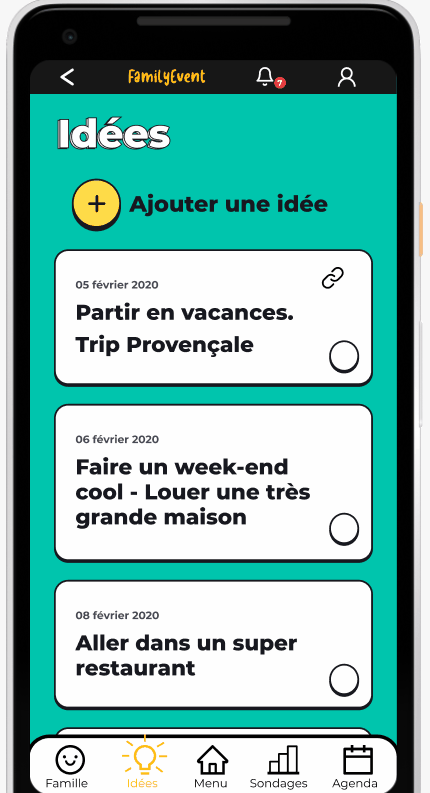 FamilyEvent
7
Idées
+ Ajouter une idée
05 février 2020
Partir en vacances.
Trip Provençale
06 février 2020
Faire un week-end
cool - Louer une très
grande maison
08 février 2020
Aller dans un super
restaurant
Famille Idées Menu Sondages Agenda